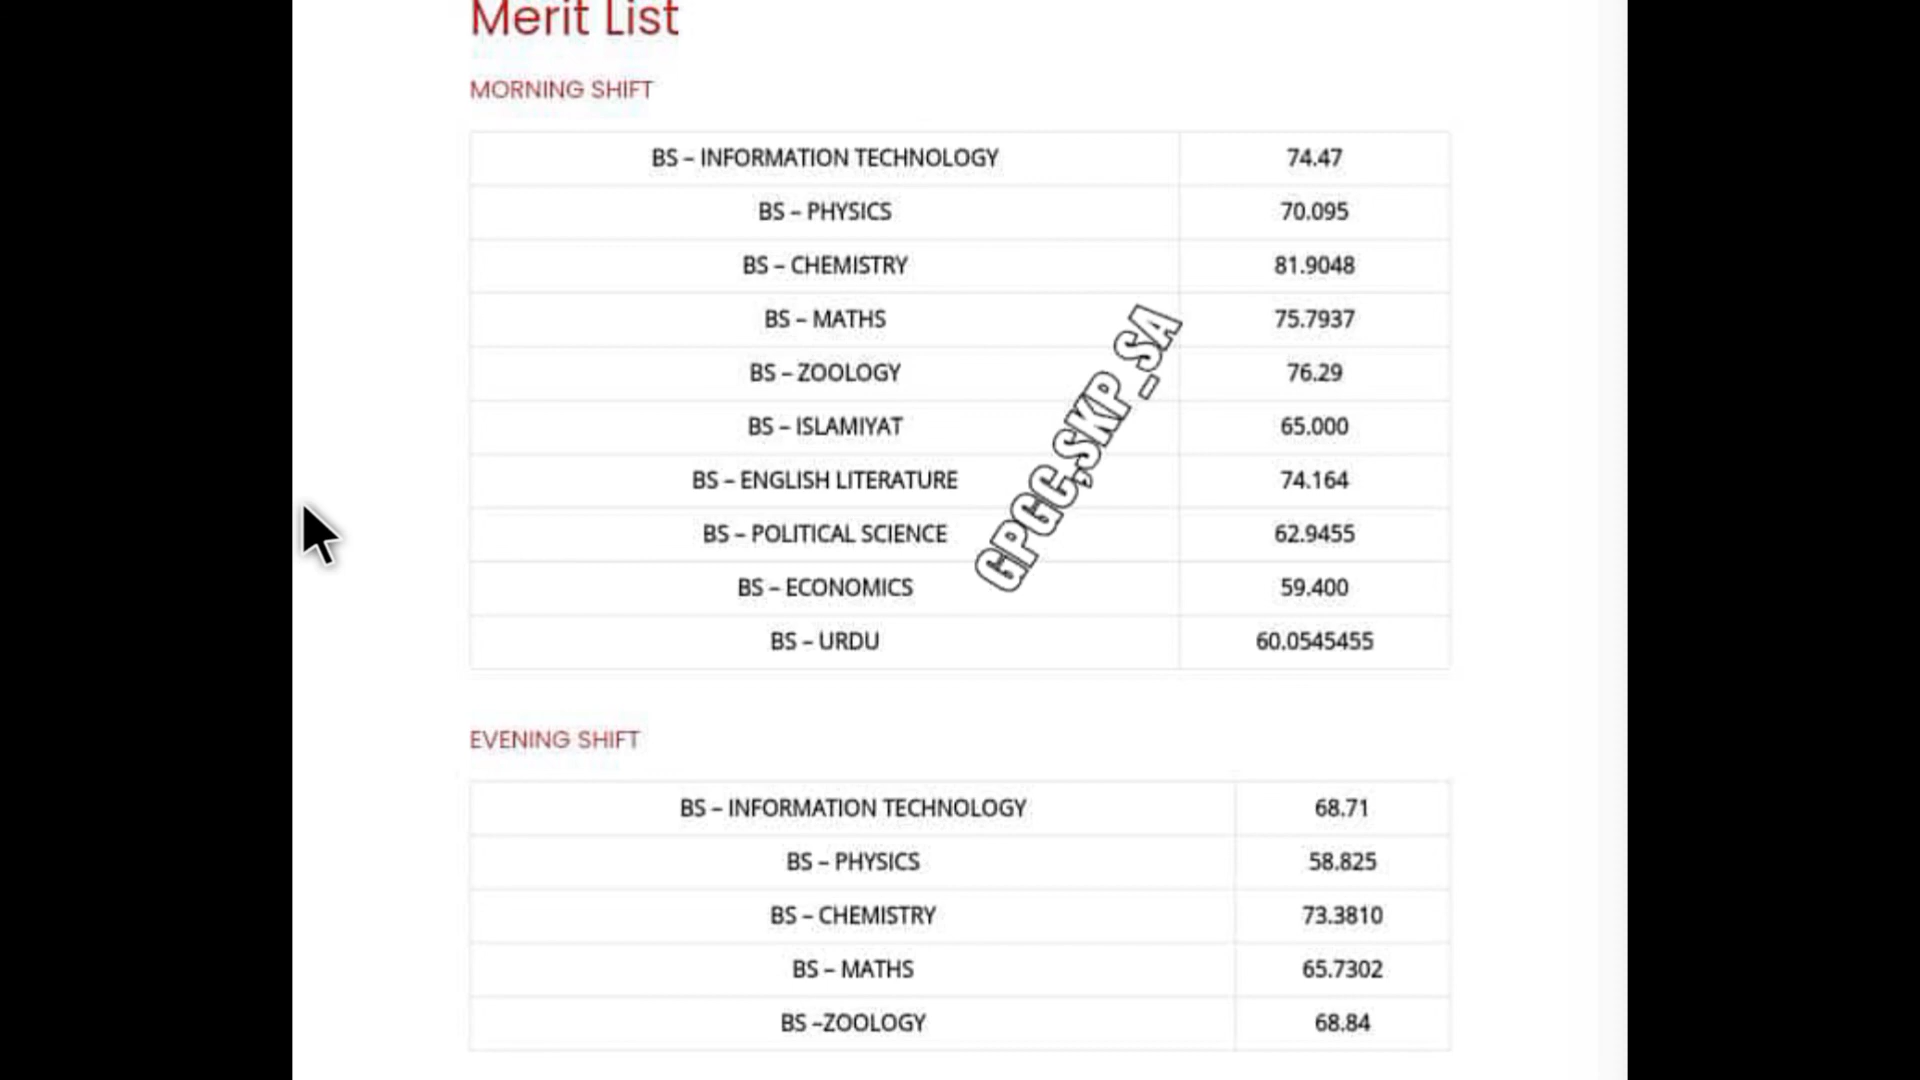 Merit List
MORNING SHIFT
BS – INFORMATION TECHNOLOGY 74.47
BS – PHYSICS 70.095
BS – CHEMISTRY 81.9048
BS – MATHS 75.7937
BS – ZOOLOGY 76.29
BS – ISLAMIYAT 65.000
BS – ENGLISH LITERATURE 74.164
BS – POLITICAL SCIENCE 62.9455
BS – ECONOMICS 59.400
BS – URDU 60.0545455
GPGC,SKP_SA
EVENING SHIFT
BS – INFORMATION TECHNOLOGY 68.71
BS – PHYSICS 58.825
BS – CHEMISTRY 73.3810
BS – MATHS 65.7302
BS –ZOOLOGY 68.84